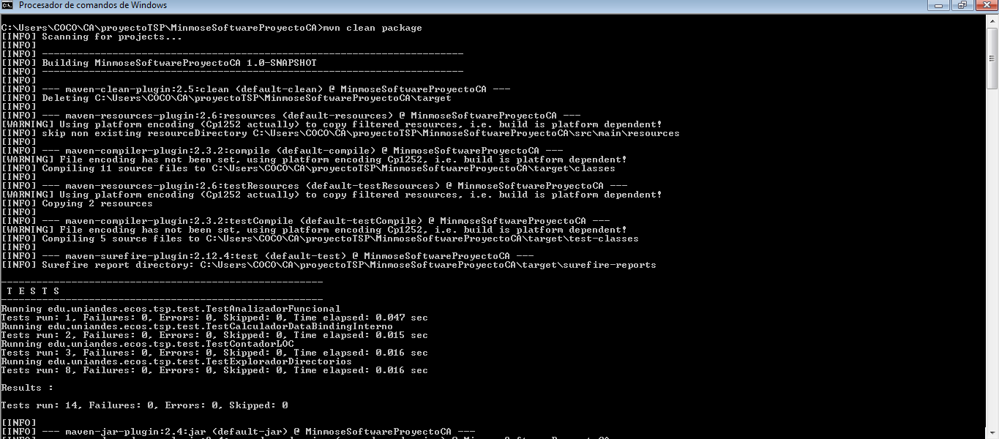 Procesador de comandos de Windows
C:\Users\COCO\CA\proyectoTSP\MinmoseSoftwareProyectoCA>mvn clean package
[INFO] Scanning for projects...
[INFO]
[INFO] ------------------------------------------------------------------------
[INFO] Building MinmoseSoftwareProyectoCA 1.0-SNAPSHOT
[INFO] ------------------------------------------------------------------------
[INFO]
[INFO] --- maven-clean-plugin:2.5:clean (default-clean) @ MinmoseSoftwareProyectoCA ---
[INFO] Deleting C:\Users\COCO\CA\proyectoTSP\MinmoseSoftwareProyectoCA\target
[INFO]
[INFO] --- maven-resources-plugin:2.6:resources (default-resources) @ MinmoseSoftwareProyectoCA ---
[WARNING] Using platform encoding (Cp1252 actually) to copy filtered resources, i.e. build is platform dependent!
[INFO] skip non existing resourceDirectory C:\Users\COCO\CA\proyectoTSP\MinmoseSoftwareProyectoCA\src\main\resources
[INFO]
[INFO] --- maven-compiler-plugin:2.3.2:compile (default-compile) @ MinmoseSoftwareProyectoCA ---
[WARNING] File encoding has not been set, using platform encoding Cp1252, i.e. build is platform dependent!
[INFO] Compiling 11 source files to C:\Users\COCO\CA\proyectoTSP\MinmoseSoftwareProyectoCA\target\classes
[INFO]
[INFO] --- maven-resources-plugin:2.6:testResources (default-testResources) @ MinmoseSoftwareProyectoCA ---
[WARNING] Using platform encoding (Cp1252 actually) to copy filtered resources, i.e. build is platform dependent!
[INFO] Copying 2 resources
[INFO]
[INFO] --- maven-compiler-plugin:2.3.2:testCompile (default-testCompile) @ MinmoseSoftwareProyectoCA ---
[WARNING] File encoding has not been set, using platform encoding Cp1252, i.e. build is platform dependent!
[INFO] Compiling 5 source files to C:\Users\COCO\CA\proyectoTSP\MinmoseSoftwareProyectoCA\target\test-classes
[INFO]
[INFO] --- maven-surefire-plugin:2.12.4:test (default-test) @ MinmoseSoftwareProyectoCA ---
[INFO] Surefire report directory: C:\Users\COCO\CA\proyectoTSP\MinmoseSoftwareProyectoCA\target\surefire-reports
-------------------------------------------------------
T E S T S
-------------------------------------------------------
Running edu.uniandes.ecos.tsp.test.TestAnalizadorFuncional
Tests run: 1, Failures: 0, Errors: 0, Skipped: 0, Time elapsed: 0.047 sec
Running edu.uniandes.ecos.tsp.test.TestCalculadorDataBindingInterno
Tests run: 2, Failures: 0, Errors: 0, Skipped: 0, Time elapsed: 0.015 sec
Running edu.uniandes.ecos.tsp.test.TestContadorLOC
Tests run: 3, Failures: 0, Errors: 0, Skipped: 0, Time elapsed: 0.016 sec
Running edu.uniandes.ecos.tsp.test.TestExploradorDirectorios
Tests run: 8, Failures: 0, Errors: 0, Skipped: 0, Time elapsed: 0.016 sec
Results :
Tests run: 14, Failures: 0, Errors: 0, Skipped: 0
[INFO]
[INFO] --- maven-jar-plugin:2.4:jar (default-jar) @ MinmoseSoftwareProyectoCA ---